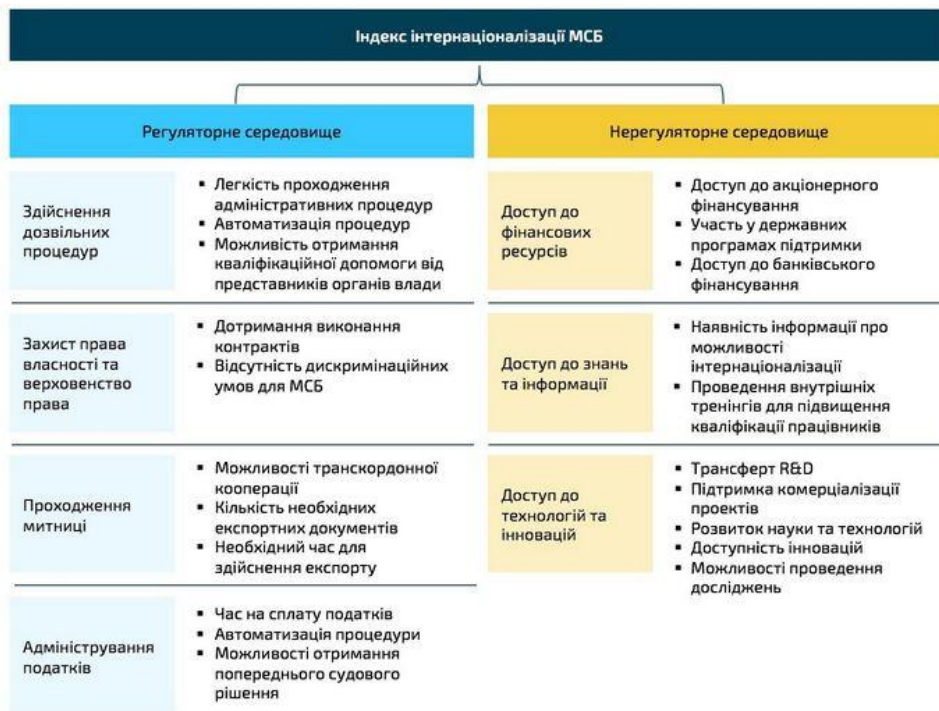 Індекс інтернаціоналізації МСБ
Регуляторне середовище
Здійснення
дозвільних
процедур
▪ Легкість проходження
адміністративних процедур
▪ Автоматизація процедур
▪ Можливість отримання
кваліфікаційної допомоги від
представників органів влади
Захист права
власності та
верховенство
права
▪ Дотримання виконання
контрактів
▪ Відсутність дискримінаційних
умов для МСБ
Проходження
митниці
▪ Можливості транскордонної
кооперації
▪ Кількість необхідних
експортних документів
▪ Необхідний час для
здійснення експорту
Адміністрування
податків
▪ Час на сплату податків
▪ Автоматизація процедури
▪ Можливості отримання
попереднього судового
рішення
Нерегуляторне середовище
Доступ до
фінансових
ресурсів
▪ Доступ до акціонерного
фінансування
▪ Участь у державних
програмах підтримки
▪ Доступ до банківського
фінансування
Доступ до знань
та інформації
▪ Наявність інформації про
можливості
інтернаціоналізації
▪ Проведення внутрішніх
тренінгів для підвищення
кваліфікації працівників
Доступ до
технологій та
інновацій
▪ Трансферт R&D
▪ Підтримка комерціалізації
проектів
▪ Розвиток науки та технологій
▪ Доступність інновацій
▪ Можливості проведення
досліджень